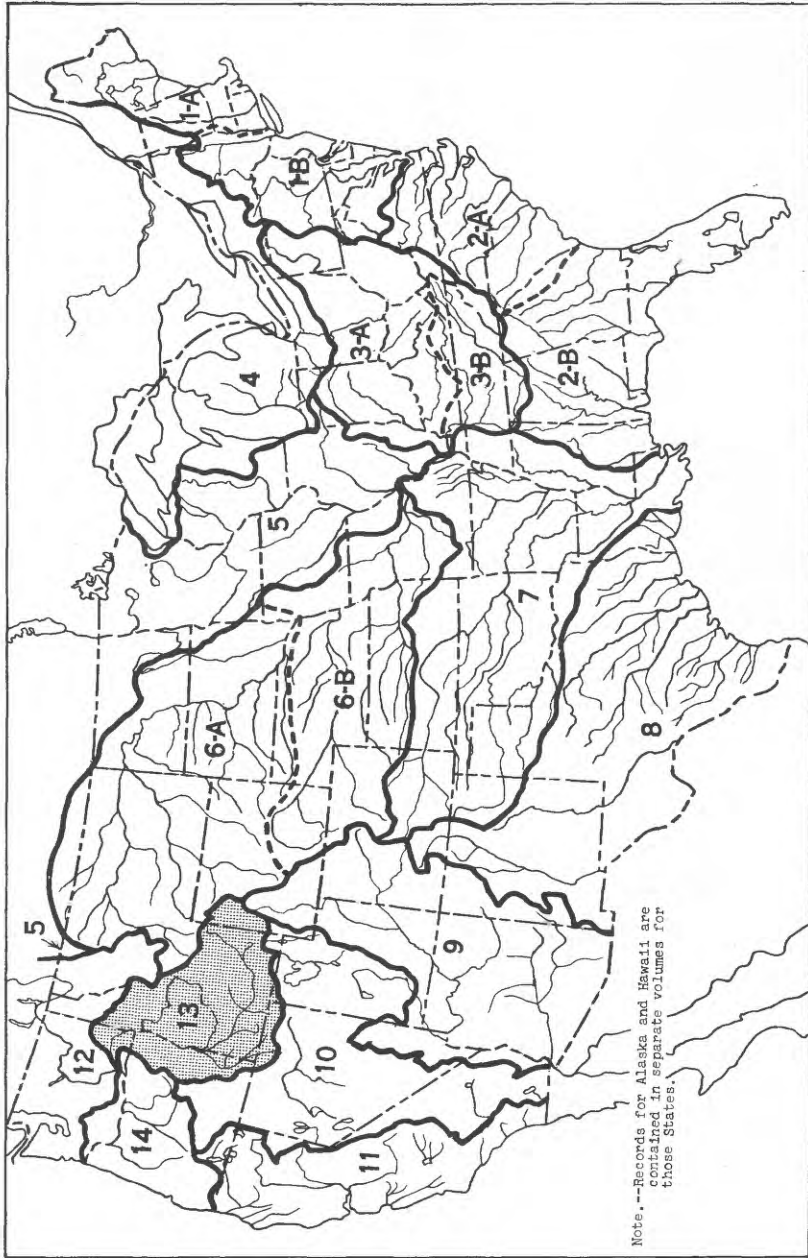 1-A
1-B
2-A
2-B
3-A
3-B
4
5
5
6-A
6-B
7
8
9
10
11
12
13
14
Note.--Records for Alaska and Hawaii are
contained in separate volumes for
those States.